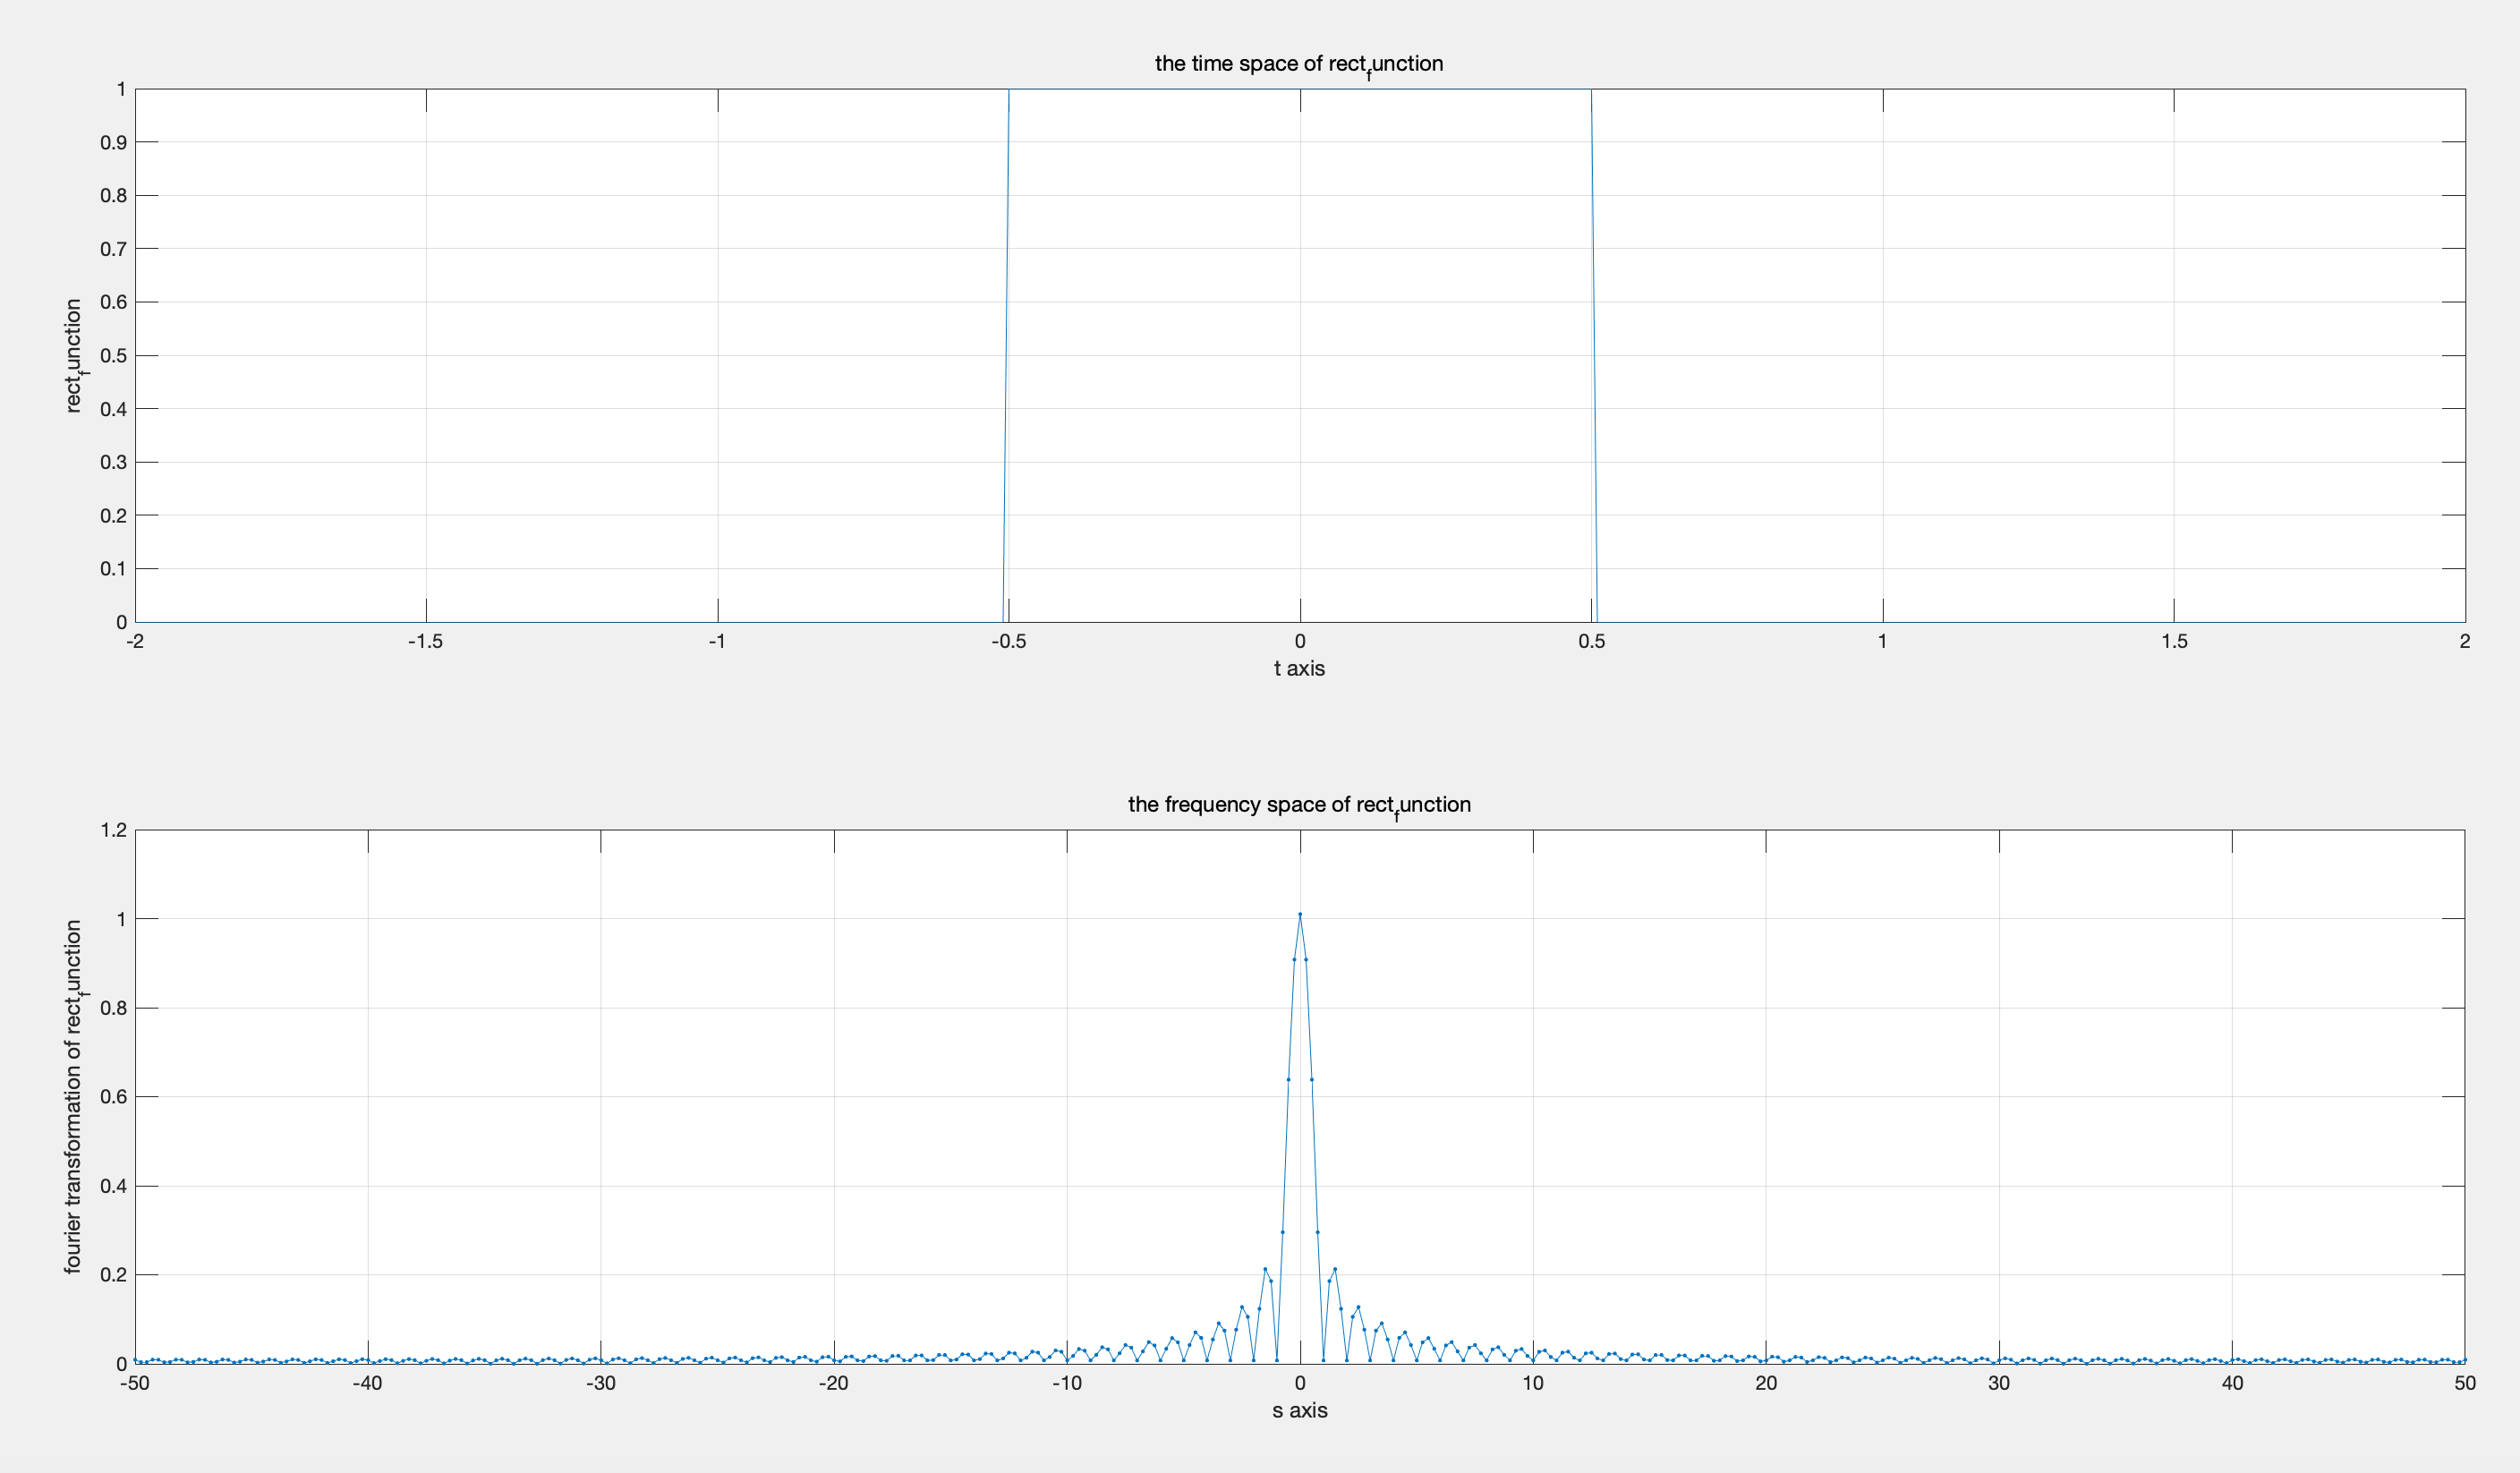 the time space of rect_function
1
0.9
0.8
0.7
0.6
0.5
0.4
0.3
0.2
0.1
0
rect_function
-2 -1.5 -1 -0.5 0 0.5 1 1.5 2
t axis
the frequency space of rect_function
1.2
1
0.8
0.6
0.4
0.2
0
fourier transformation of rect_function
-50 -40 -30 -20 -10 0 10 20 30 40 50
s axis